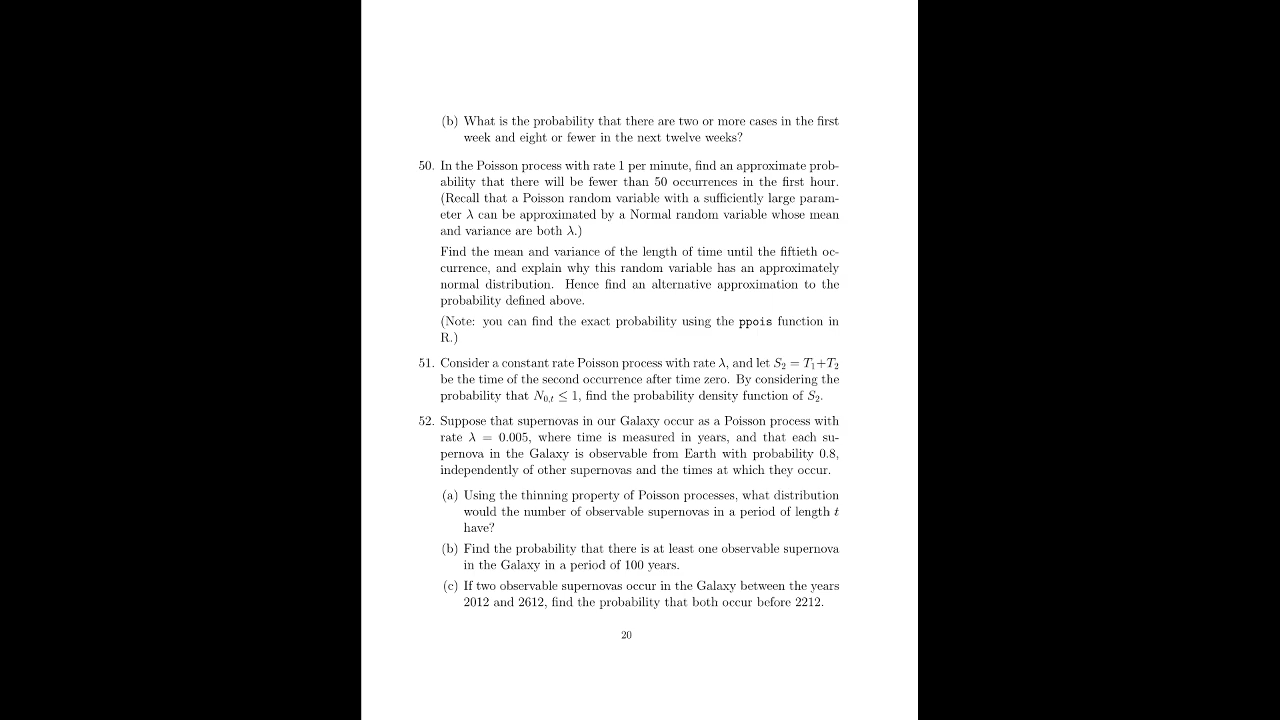 (b) What is the probability that there are two or more cases in the first
week and eight or fewer in the next twelve weeks?
50. In the Poisson process with rate 1 per minute, find an approximate prob-
ability that there will be fewer than 50 occurrences in the first hour.
(Recall that a Poisson random variable with a sufficiently large param-
eter λ can be approximated by a Normal random variable whose mean
and variance are both λ.)
Find the mean and variance of the length of time until the fiftieth oc-
currence, and explain why this random variable has an approximately
normal distribution. Hence find an alternative approximation to the
probability defined above.
(Note: you can find the exact probability using the ppois function in
R.)
51. Consider a constant rate Poisson process with rate λ, and let S₂ = T₁+T₂
be the time of the second occurrence after time zero. By considering the
probability that N₀,ₜ ≤ 1, find the probability density function of S₂.
52. Suppose that supernovas in our Galaxy occur as a Poisson process with
rate λ = 0.005, where time is measured in years, and that each su-
pernova in the Galaxy is observable from Earth with probability 0.8,
independently of other supernovas and the times at which they occur.
(a) Using the thinning property of Poisson processes, what distribution
would the number of observable supernovas in a period of length t
have?
(b) Find the probability that there is at least one observable supernova
in the Galaxy in a period of 100 years.
(c) If two observable supernovas occur in the Galaxy between the years
2012 and 2612, find the probability that both occur before 2212.
20